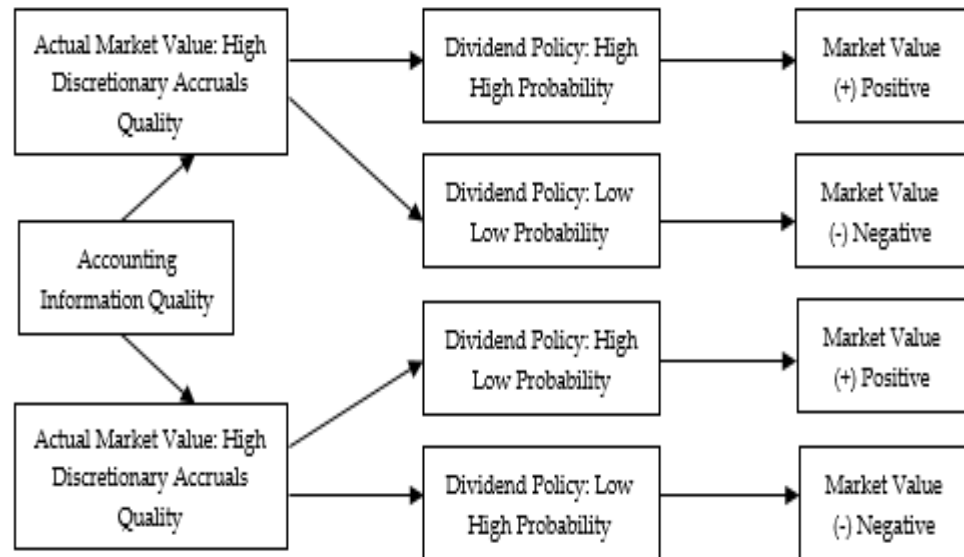 Actual Market Value: High
Discretionary Accruals
Quality
Dividend Policy: High
High Probability
Market Value
(+) Positive
Dividend Policy: Low
Low Probability
Market Value
(-) Negative
Accounting
Information Quality
Dividend Policy: High
Low Probability
Market Value
(+) Positive
Actual Market Value: High
Discretionary Accruals
Quality
Dividend Policy: Low
High Probability
Market Value
(-) Negative